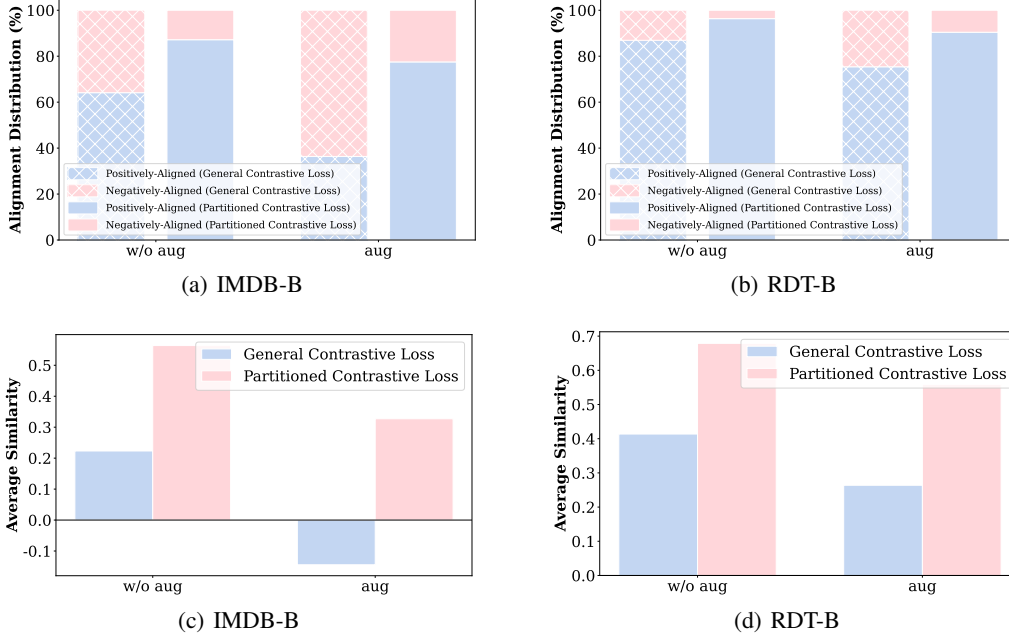 Alignment Distribution (%)
100
80
60
40
20
0
Positively-Aligned (General Contrastive Loss)
Negatively-Aligned (General Contrastive Loss)
Positively-Aligned (Partitioned Contrastive Loss)
Negatively-Aligned (Partitioned Contrastive Loss)
w/o aug
aug
(a) IMDB-B
Alignment Distribution (%)
100
80
60
40
20
0
Positively-Aligned (General Contrastive Loss)
Negatively-Aligned (General Contrastive Loss)
Positively-Aligned (Partitioned Contrastive Loss)
Negatively-Aligned (Partitioned Contrastive Loss)
w/o aug
aug
(b) RDT-B
Average Similarity
0.5
0.4
0.3
0.2
0.1
0.0
-0.1
General Contrastive Loss
Partitioned Contrastive Loss
w/o aug
aug
(c) IMDB-B
Average Similarity
0.7
0.6
0.5
0.4
0.3
0.2
0.1
0.0
General Contrastive Loss
Partitioned Contrastive Loss
w/o aug
aug
(d) RDT-B